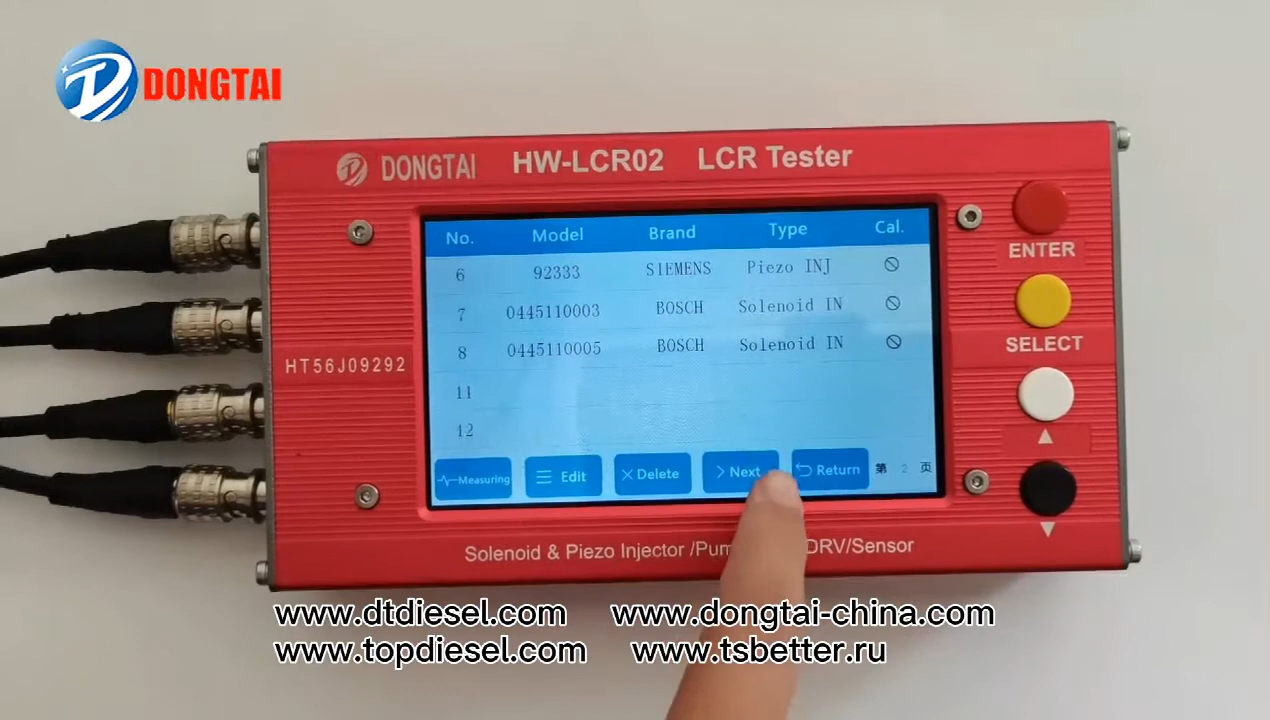 DONGTAI
DONGTAI HW-LCR02 LCR Tester
No. Model Brand Type Cal.
6 92333 SIEMENS Piezo INJ
7 0445110003 BOSCH Solenoid IN
8 0445110005 BOSCH Solenoid IN
11
12
Measuring Edit Delete Next Return 第 2 页
HT56J09292
ENTER
SELECT
Solenoid & Piezo Injector /Pum DRV/Sensor
www.dtdiesel.com www.dongtai-china.com
www.topdiesel.com www.tsbetter.ru